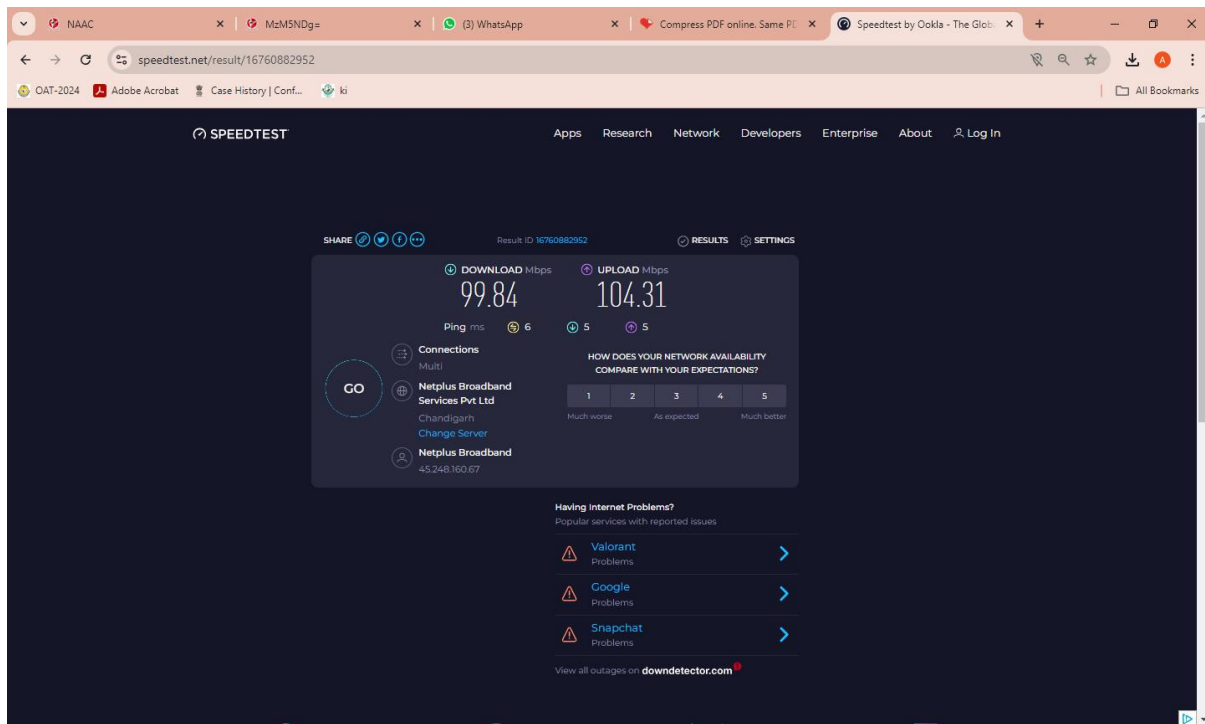 NAAC
MzM5NDg=
(3) WhatsApp
Compress PDF online. Same PD
Speedtest by Ookla - The Glob
speedtest.net/result/16760882952
A
OAT-2024
Adobe Acrobat
Case History | Conf...
ki
All Bookmarks
SPEEDTEST
Apps Research Network Developers Enterprise About Log In
SHARE
Result ID 16760882952
RESULTS SETTINGS
DOWNLOAD Mbps UPLOAD Mbps
99.84 104.31
Ping ms 6 5 5
GO
Connections
Multi
Netplus Broadband
Services Pvt Ltd
Chandigarh
Change Server
Netplus Broadband
45.248.160.67
HOW DOES YOUR NETWORK AVAILABILITY
COMPARE WITH YOUR EXPECTATIONS?
1 2 3 4 5
Much worse As expected Much better
Having Internet Problems?
Popular services with reported issues
Valorant
Problems
Google
Problems
Snapchat
Problems
View all outages on downdetector.com